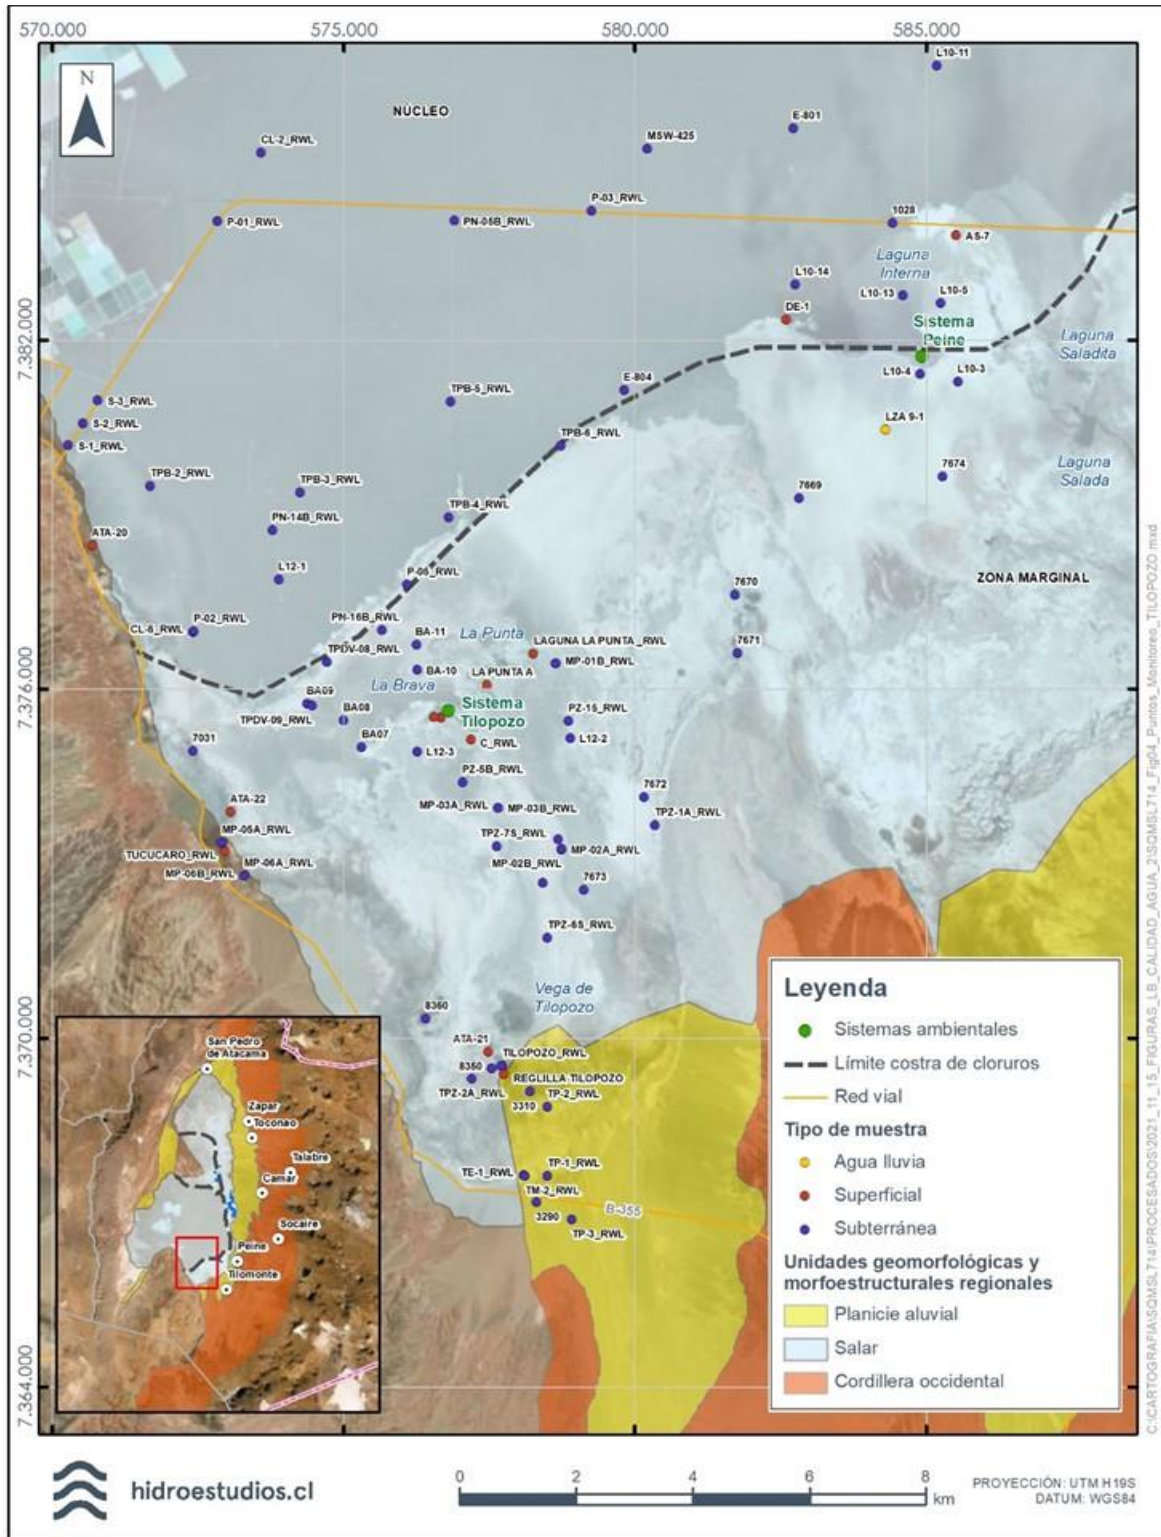 570.000
575.000
580.000
585.000
7.382.000
7.376.000
7.370.000
7.364.000
N
NÚCLEO
L10-11
E-801
MSW-425
CL-2_RWL
P-03_RWL
P-01_RWL
PN-05B_RWL
1028
AS-7
Laguna
Interna
L10-14
L10-13
L10-5
DE-1
Sistema
Peine
Laguna
Saladita
L10-4
L10-3
E-804
TPB-5_RWL
S-3_RWL
S-2_RWL
S-1_RWL
LZA 9-1
TPB-6_RWL
Laguna
Salada
7674
TPB-2_RWL
TPB-3_RWL
7669
TPB-4_RWL
PN-14B_RWL
ATA-20
L12-1
P-05_RWL
ZONA MARGINAL
7670
P-02_RWL
CL-6_RWL
PN-16B_RWL
BA-11
La Punta
LAGUNA LA PUNTA_RWL
7671
TPDV-08_RWL
MP-01B_RWL
BA-10
LA PUNTA A
La Brava
BA09
BA08
TPDV-09_RWL
Sistema
Tilopozo
PZ-15_RWL
7031
BA07
L12-3
C_RWL
L12-2
PZ-5B_RWL
7672
ATA-22
MP-03A_RWL
MP-03B_RWL
TPZ-1A_RWL
MP-05A_RWL
TPZ-7S_RWL
TUCUCARO_RWL
MP-02A_RWL
MP-06A_RWL
MP-02B_RWL
MP-06B_RWL
7673
TPZ-6S_RWL
Vega de
Tilopozo
8360
ATA-21
TILOPOZO_RWL
8350
REGLILLA TILOPOZO
TPZ-2A_RWL
TP-2_RWL
3310
TE-1_RWL
TP-1_RWL
TM-2_RWL
3290
B-355
TP-3_RWL
San Pedro
de Atacama
Zapar
Toconao
Talabre
Camar
Socaire
Peine
Tilomonte
Leyenda
Sistemas ambientales
Límite costra de cloruros
Red vial
Tipo de muestra
Agua lluvia
Superficial
Subterránea
Unidades geomorfológicas y
morfoestructurales regionales
Planicie aluvial
Salar
Cordillera occidental
C:\CARTOGRAFIA\SQMSL714\PROCESADOS\2021_11_15_FIGURAS_LB_CALIDAD_AGUA_2\SQMSL714_Fig04_Puntos_Monitoreo_TILOPOZO.mxd
hidroestudios.cl
0 2 4 6 8
km
PROYECCIÓN: UTM H19S
DATUM: WGS84